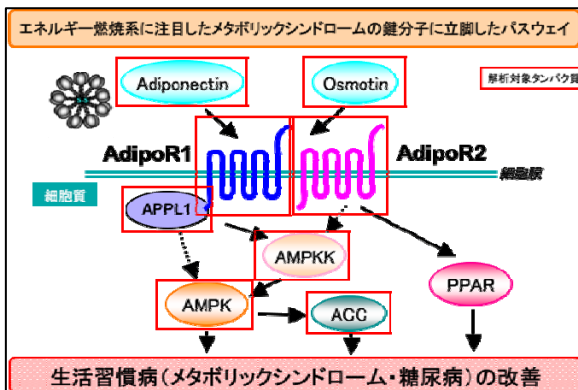 エネルギー燃焼系に注目したメタボリックシンドロームの鍵分子に立脚したパスウェイ
Adiponectin
Osmotin
解析対象タンパク質
AdipoR1
AdipoR2
細胞膜
細胞質
APPL1
AMPKK
AMPK
ACC
PPAR
生活習慣病(メタボリックシンドローム・糖尿病)の改善